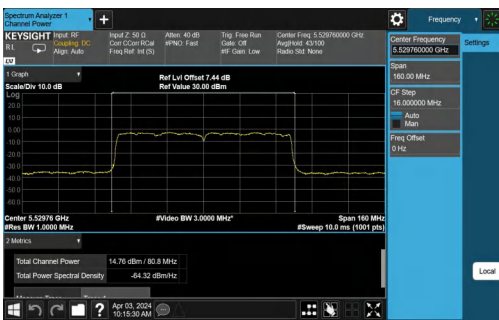 Spectrum Analyzer 1
Channel Power
Frequency
KEYSIGHT
Input: RF
Coupling: DC
Align: Auto
RL
Input Z: 50 Ω
Corr CCorr RCal
Freq Ref: Int (S)
Atten: 40 dB
#PNO: Fast
Trig: Free Run
Gate: Off
#IF Gain: Low
Center Freq: 5.529760000 GHz
Avg|Hold: 43/100
Radio Std: None
1 Graph
Scale/Div 10.0 dB
Ref Lvl Offset 7.44 dB
Ref Value 30.00 dBm
Log
20.0
10.0
0.00
-10.0
-20.0
-30.0
-40.0
-50.0
-60.0
Center 5.52976 GHz
#Video BW 3.0000 MHz*
Span 160 MHz
#Res BW 1.0000 MHz
#Sweep 10.0 ms (1001 pts)
2 Metrics
Total Channel Power 14.76 dBm / 80.8 MHz
Total Power Spectral Density -64.32 dBm/Hz
?
Apr 03, 2024
10:15:30 AM
Center Frequency
5.529760000 GHz
Settings
Span
160.00 MHz
CF Step
16.000000 MHz
Auto
Man
Freq Offset
0 Hz
Local